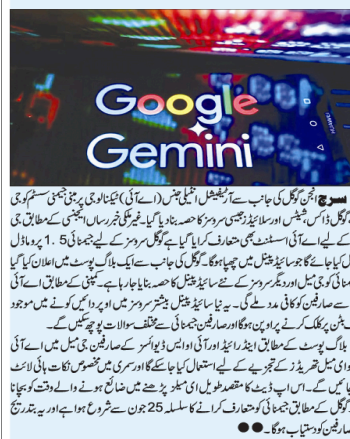 Google
Gemini
سرچ انجن گوگل کی جانب سے آرٹیفیشل انٹیلی جنس (اے آئی) ٹیکنالوجی پر مبنی جیمنی سسٹم کو جی
گوگل ڈاکس، شیٹس اور سلائیڈز جیسی سروسز کا حصہ بنا دیا گیا۔ غیر ملکی خبر رساں ایجنسی کے مطابق جی
کے لیے اے آئی اسسٹنٹ بھی متعارف کرایا گیا ہے گوگل سروسز کے لیے جیمنائی 1.5 پرو ماڈل
کیا جائے گا جو سائیڈ پینل میں چھپا ہوگا۔ گوگل کی جانب سے ایک بلاگ پوسٹ میں اعلان کیا گیا
کو جی میل اور دیگر سروسز کے نئے سائیڈ پینل کا حصہ بنایا جا رہا ہے۔ کمپنی کے مطابق اے آئی
سے صارفین کو کافی مدد ملے گی۔ یہ نیا سائیڈ پینل بیشتر سروسز میں اوپر دائیں کونے میں موجود
بٹن پر کلک کرنے پر اوپن ہوگا اور صارفین جیمنائی سے مختلف سوالات پوچھ سکیں گے۔
بلاگ پوسٹ کے مطابق اینڈرائیڈ اور آئی او ایس ڈیوائسز کے صارفین جی میل میں اے آئی
ای میل تھریڈز کے تجزیے کے لیے استعمال کیا جا سکے گا اور سمری میں مخصوص نکات ہائی لائٹ
جائیں گے۔ اس اپ ڈیٹ کا مقصد طویل ای میلز پڑھنے میں ضائع ہونے والے وقت کو بچانا
گوگل کے مطابق جیمنائی کو متعارف کرانے کا سلسلہ 25 جون سے شروع ہوا ہے اور یہ بتدریج
صارفین کو دستیاب ہوگا۔